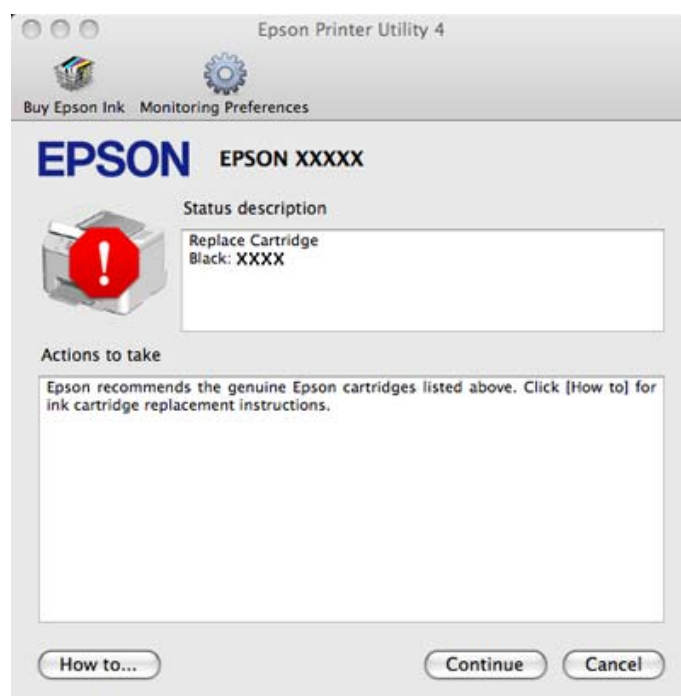 Epson Printer Utility 4
Buy Epson Ink Monitoring Preferences
EPSON EPSON XXXXX
Status description
Replace Cartridge
Black: XXXX
!
Actions to take
Epson recommends the genuine Epson cartridges listed above. Click [How to] for
ink cartridge replacement instructions.
How to... Continue Cancel